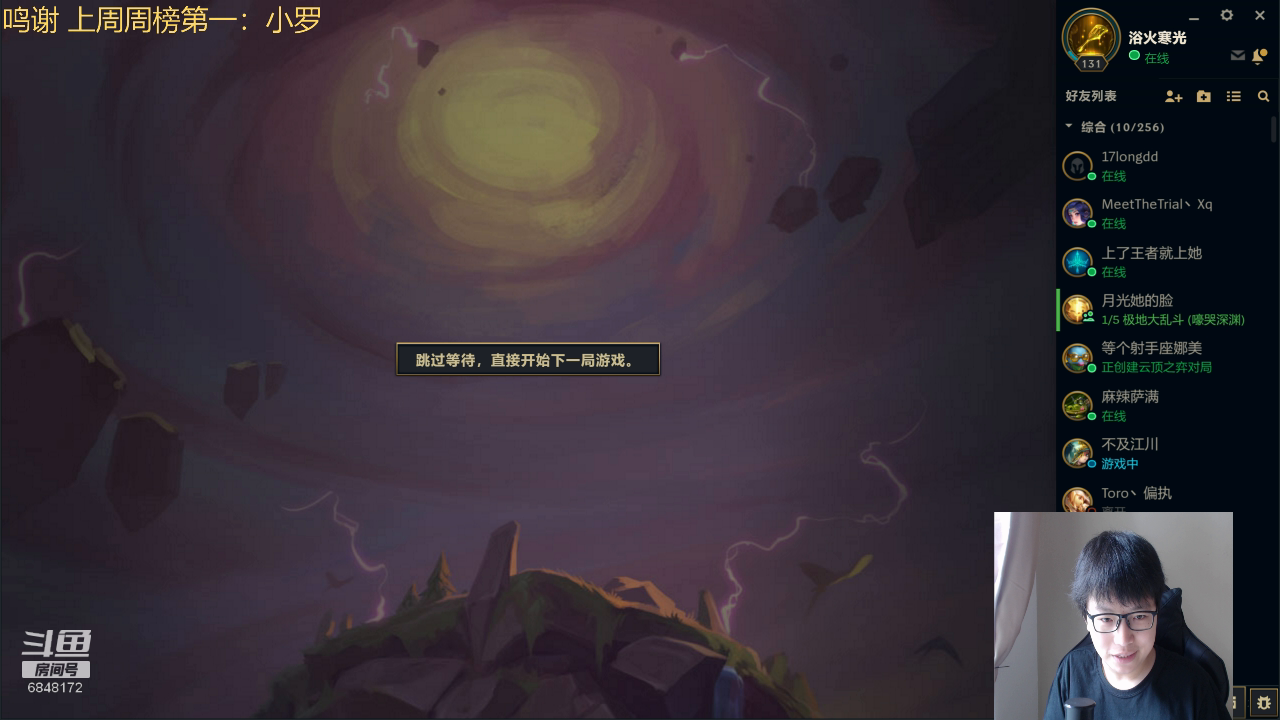 鸣谢 上周周榜第一：小罗
浴火寒光
在线
131
好友列表
综合 (10/256)
17longdd
在线
MeetTheTrial丶Xq
在线
上了王者就上她
在线
月光她的脸
1/5 极地大乱斗 (嚎哭深渊)
等个射手座娜美
正创建云顶之弈对局
麻辣萨满
在线
不及江川
游戏中
Toro丶偏执
离开
跳过等待，直接开始下一局游戏。
斗鱼
房间号
6848172